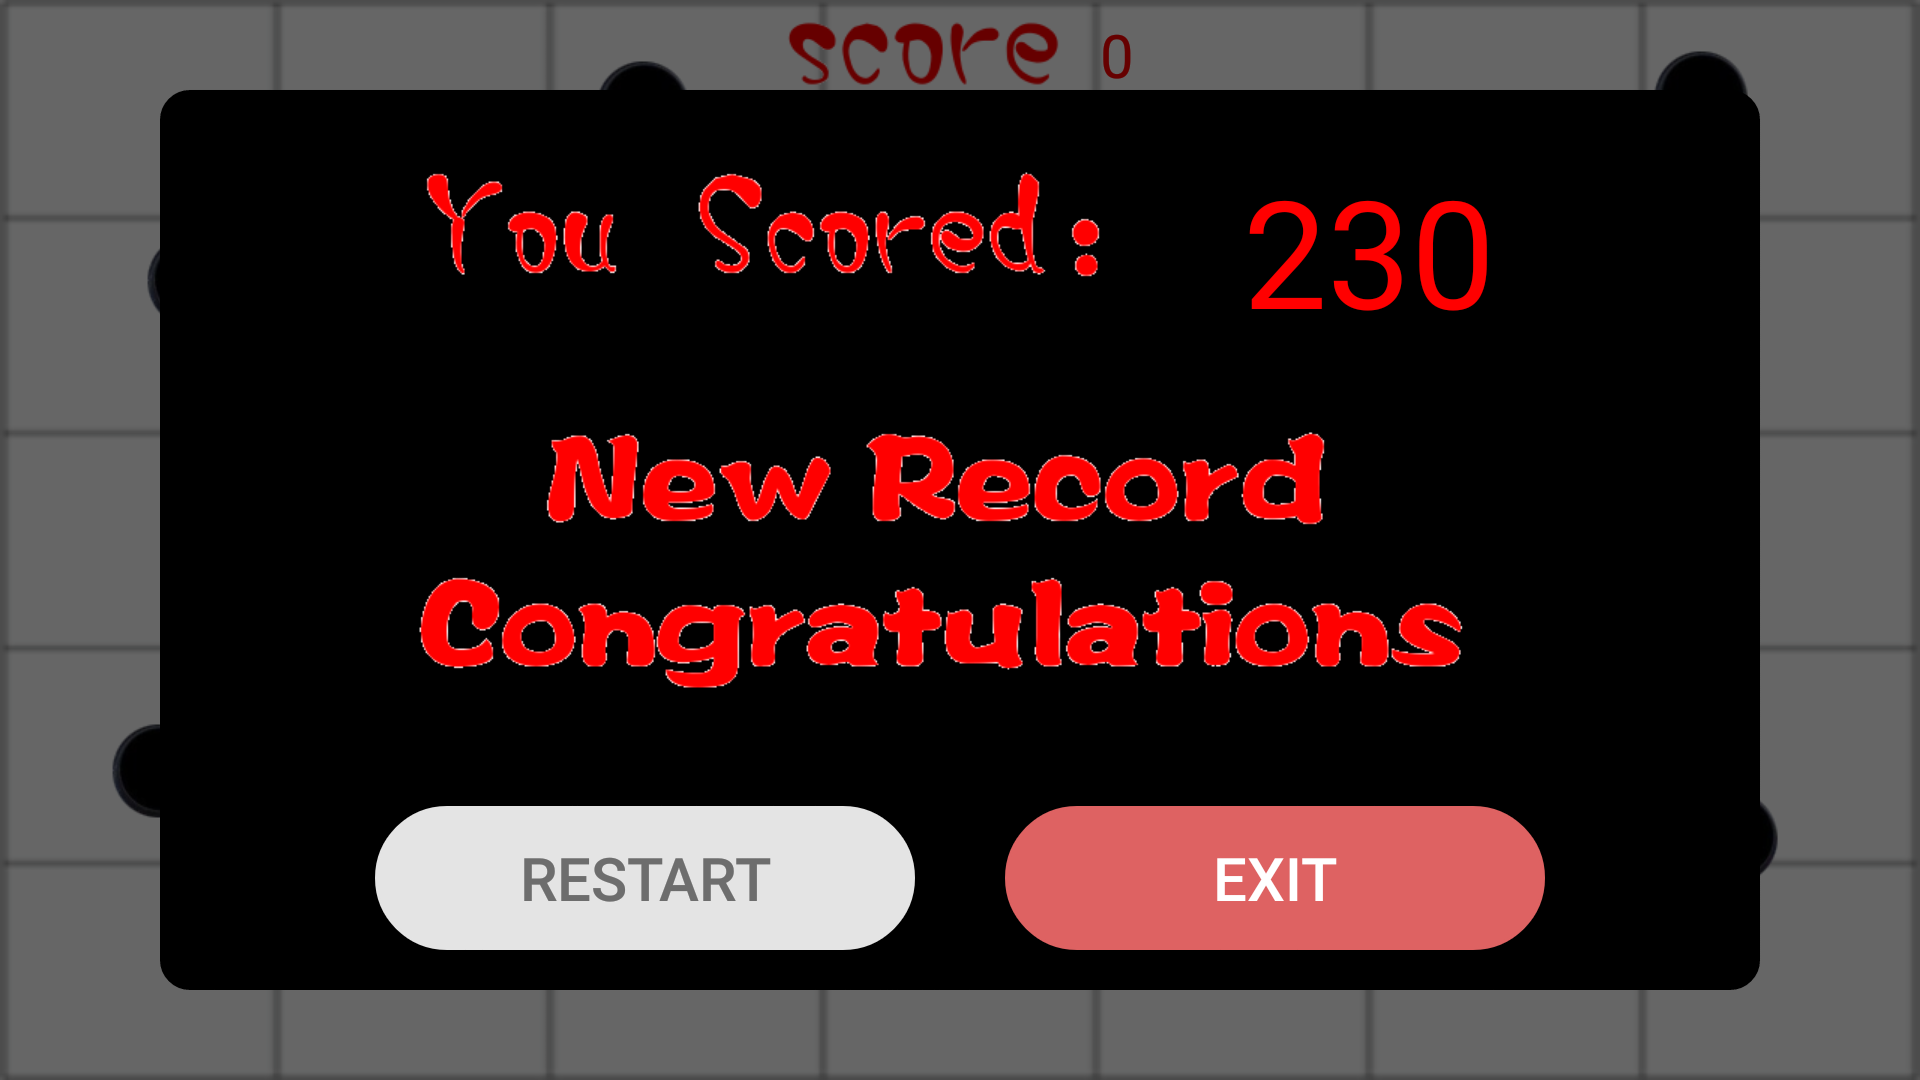 score 0
You Scored: 230
New Record
Congratulations
RESTART EXIT